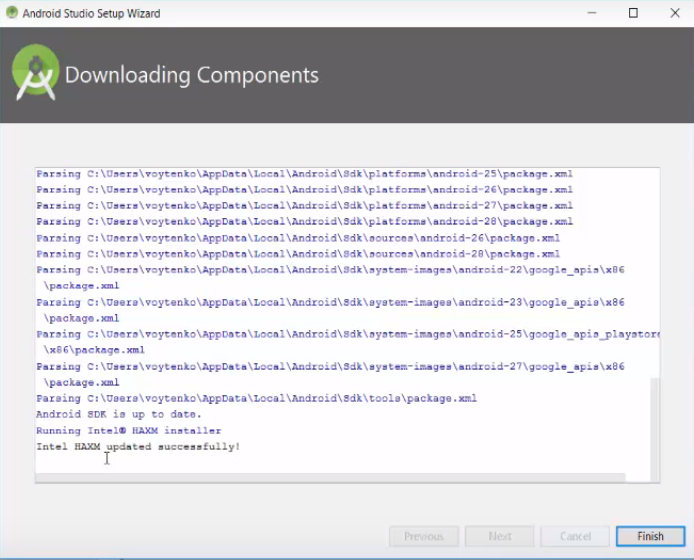 Android Studio Setup Wizard
Downloading Components
Parsing C:\Users\voytenko\AppData\Local\Android\Sdk\platforms\android-25\package.xml
Parsing C:\Users\voytenko\AppData\Local\Android\Sdk\platforms\android-26\package.xml
Parsing C:\Users\voytenko\AppData\Local\Android\Sdk\platforms\android-27\package.xml
Parsing C:\Users\voytenko\AppData\Local\Android\Sdk\platforms\android-28\package.xml
Parsing C:\Users\voytenko\AppData\Local\Android\Sdk\sources\android-26\package.xml
Parsing C:\Users\voytenko\AppData\Local\Android\Sdk\sources\android-28\package.xml
Parsing C:\Users\voytenko\AppData\Local\Android\Sdk\system-images\android-22\google_apis\x86
\package.xml
Parsing C:\Users\voytenko\AppData\Local\Android\Sdk\system-images\android-23\google_apis\x86
\package.xml
Parsing C:\Users\voytenko\AppData\Local\Android\Sdk\system-images\android-25\google_apis_playstore
\x86\package.xml
Parsing C:\Users\voytenko\AppData\Local\Android\Sdk\system-images\android-27\google_apis\x86
\package.xml
Parsing C:\Users\voytenko\AppData\Local\Android\Sdk\tools\package.xml
Android SDK is up to date.
Running Intel® HAXM installer
Intel HAXM updated successfully!
Previous Next Cancel Finish